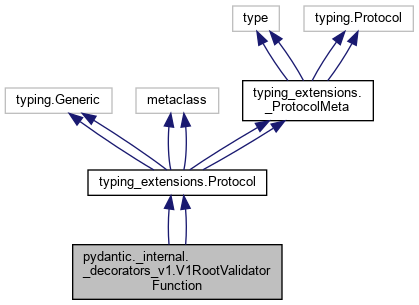 type
typing.Protocol
typing_extensions.
_ProtocolMeta
typing.Generic
metaclass
typing_extensions.Protocol
pydantic._internal.
_decorators_v1.V1RootValidator
Function